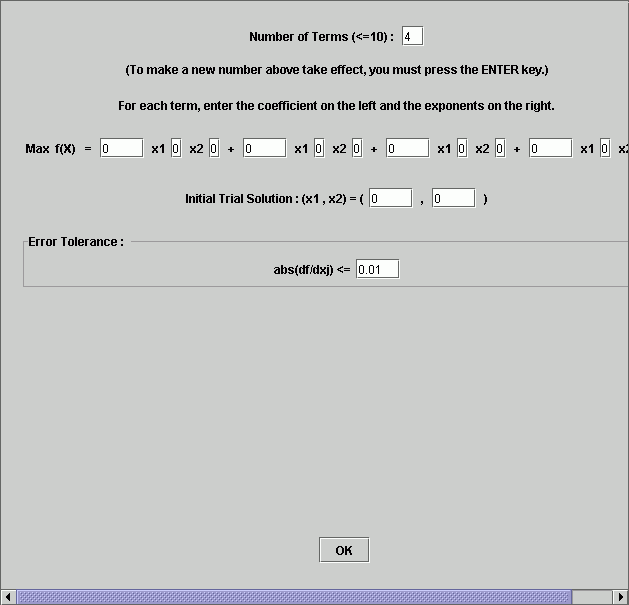 Number of Terms (<=10) : 4
(To make a new number above take effect, you must press the ENTER key.)
For each term, enter the coefficient on the left and the exponents on the right.
Max f(X) = 0 x1 0 x2 0 + 0 x1 0 x2 0 + 0 x1 0 x2 0 + 0 x1 0 x2
Initial Trial Solution : (x1 , x2) = ( 0 , 0 )
Error Tolerance :
abs(df/dxj) <= 0.01
OK